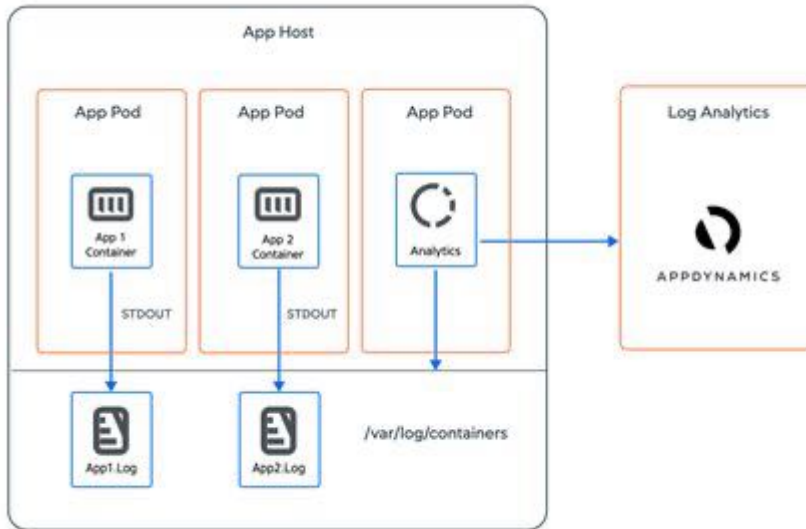 App Host
App Pod
App Pod
App Pod
Log Analytics
App 1
Container
App 2
Container
Analytics
APPDYNAMICS
STDOUT
STDOUT
/var/log/containers
App1.Log
App2.Log